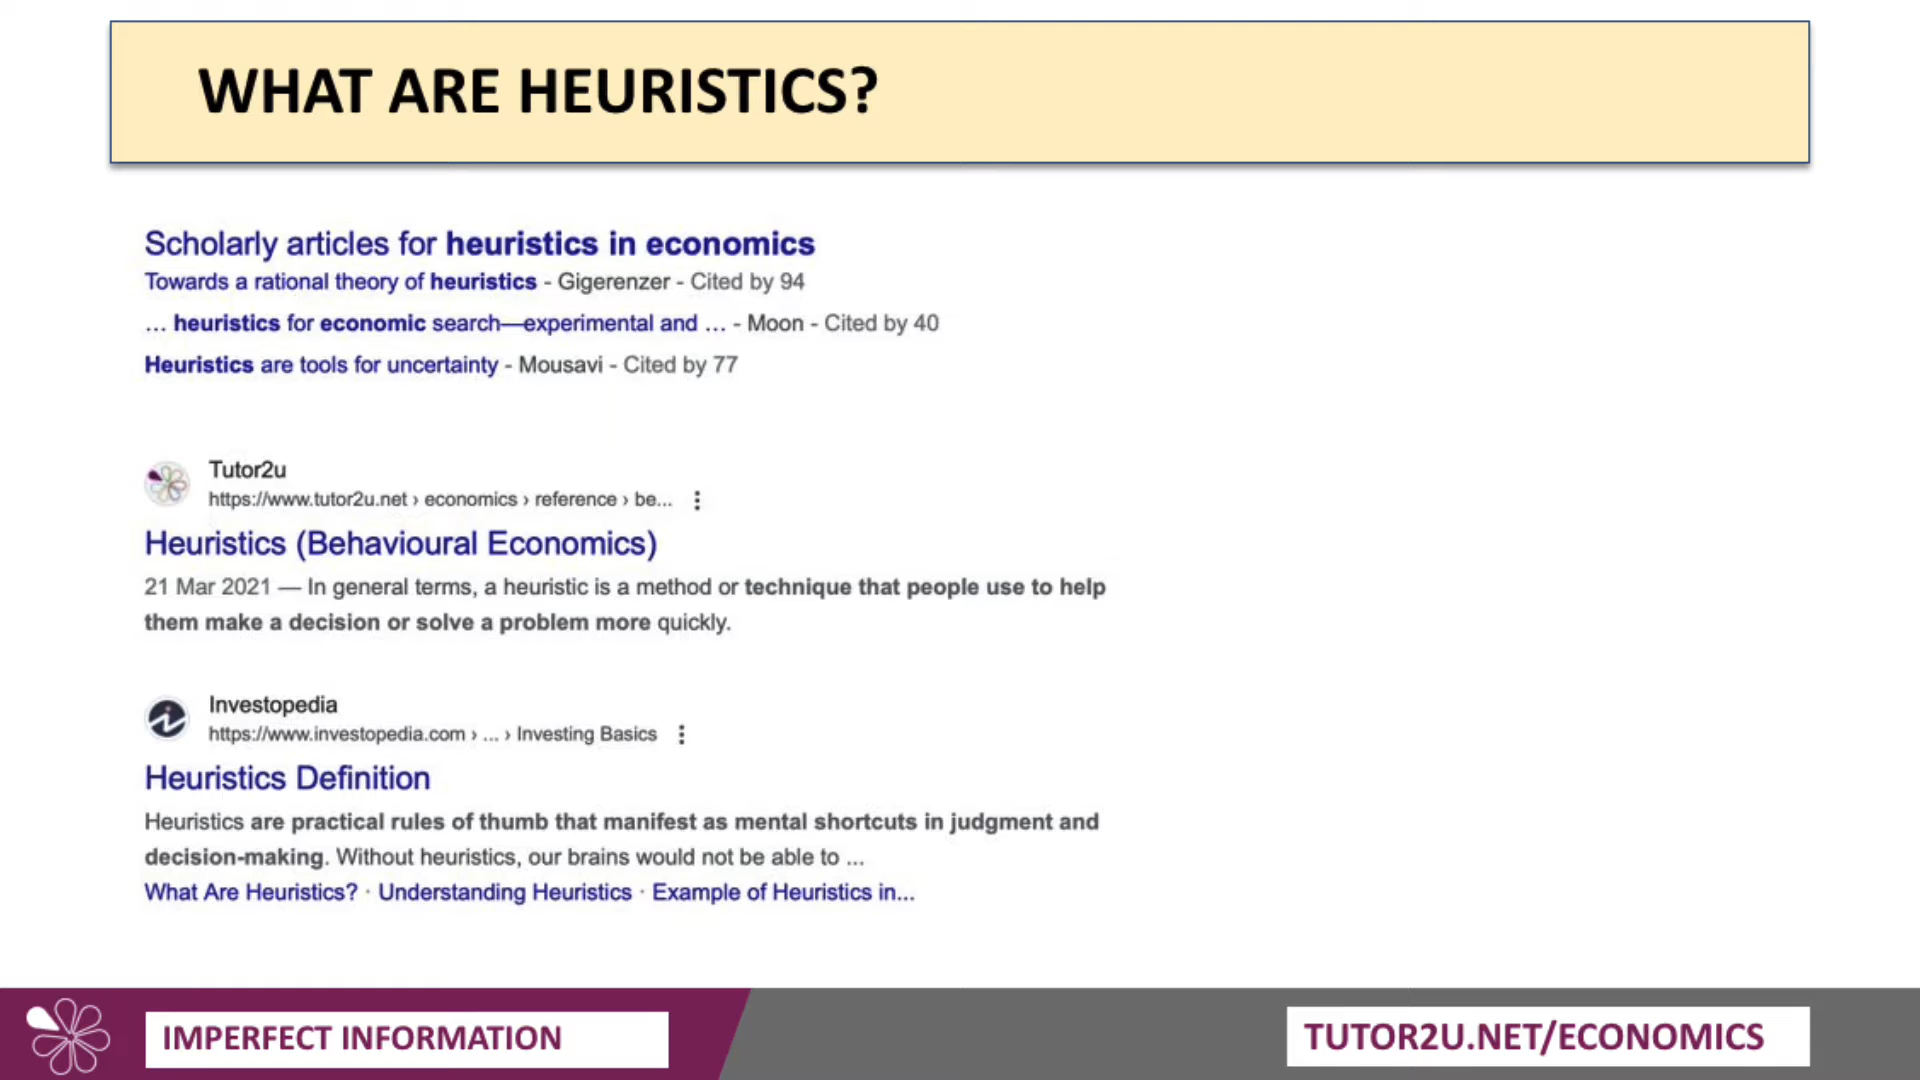 WHAT ARE HEURISTICS?
Scholarly articles for heuristics in economics
Towards a rational theory of heuristics - Gigerenzer - Cited by 94
... heuristics for economic search—experimental and ... - Moon - Cited by 40
Heuristics are tools for uncertainty - Mousavi - Cited by 77
Tutor2u
https://www.tutor2u.net › economics › reference › be...
Heuristics (Behavioural Economics)
21 Mar 2021 — In general terms, a heuristic is a method or technique that people use to help
them make a decision or solve a problem more quickly.
Investopedia
https://www.investopedia.com › ... › Investing Basics
Heuristics Definition
Heuristics are practical rules of thumb that manifest as mental shortcuts in judgment and
decision-making. Without heuristics, our brains would not be able to ...
What Are Heuristics? · Understanding Heuristics · Example of Heuristics in...
IMPERFECT INFORMATION
TUTOR2U.NET/ECONOMICS